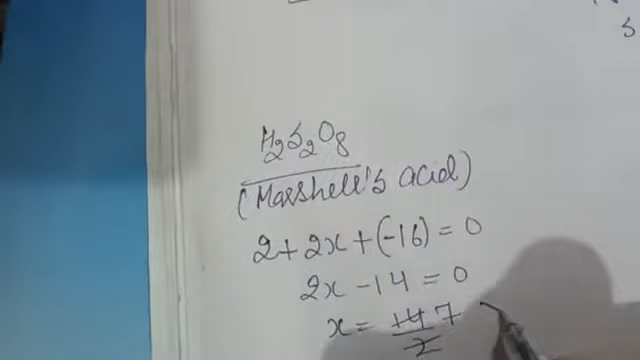 H2S2O8
(Marshell's acid)
2+2x+(-16)=0
2x-14=0
x=14/2 7